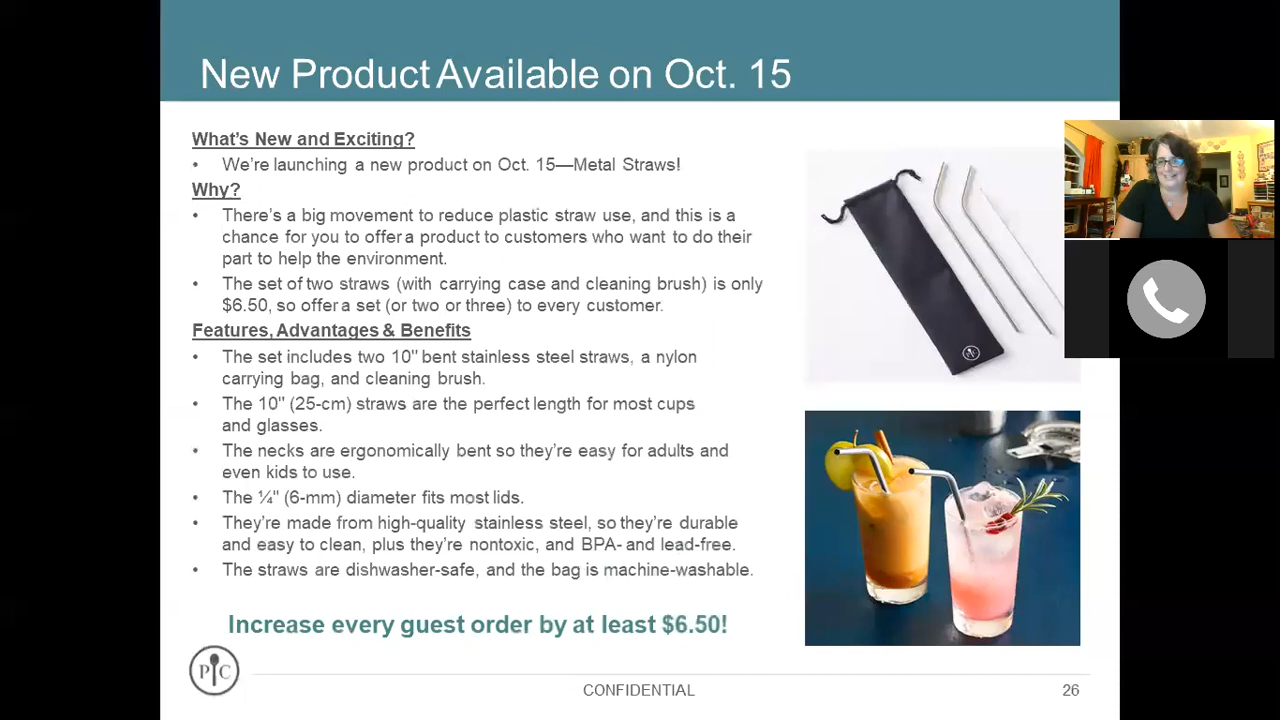 New Product Available on Oct. 15
What's New and Exciting?
• We're launching a new product on Oct. 15—Metal Straws!
Why?
• There's a big movement to reduce plastic straw use, and this is a
chance for you to offer a product to customers who want to do their
part to help the environment.
• The set of two straws (with carrying case and cleaning brush) is only
$6.50, so offer a set (or two or three) to every customer.
Features, Advantages & Benefits
• The set includes two 10" bent stainless steel straws, a nylon
carrying bag, and cleaning brush.
• The 10" (25-cm) straws are the perfect length for most cups
and glasses.
• The necks are ergonomically bent so they're easy for adults and
even kids to use.
• The ¼" (6-mm) diameter fits most lids.
• They're made from high-quality stainless steel, so they're durable
and easy to clean, plus they're nontoxic, and BPA- and lead-free.
• The straws are dishwasher-safe, and the bag is machine-washable.
Increase every guest order by at least $6.50!
PC
CONFIDENTIAL
26